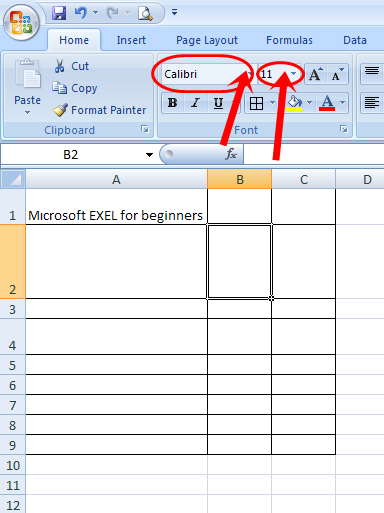 Home Insert Page Layout Formulas Data
Cut
Calibri 11 A A
Copy
Paste
Format Painter
B I U A
Clipboard Font
B2 fx
A B C D
1 Microsoft EXEL for beginners
2
3
4
5
6
7
8
9
10
11
12